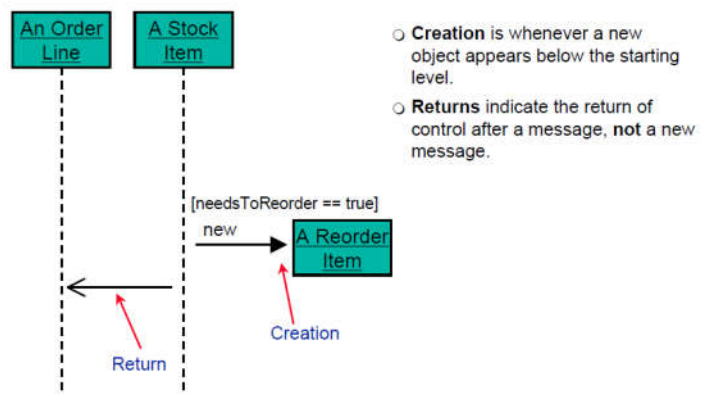 An Order
Line
A Stock
Item
Creation is whenever a new
object appears below the starting
level.
Returns indicate the return of
control after a message, not a new
message.
[needsToReorder == true]
new
A Reorder
Item
Creation
Return